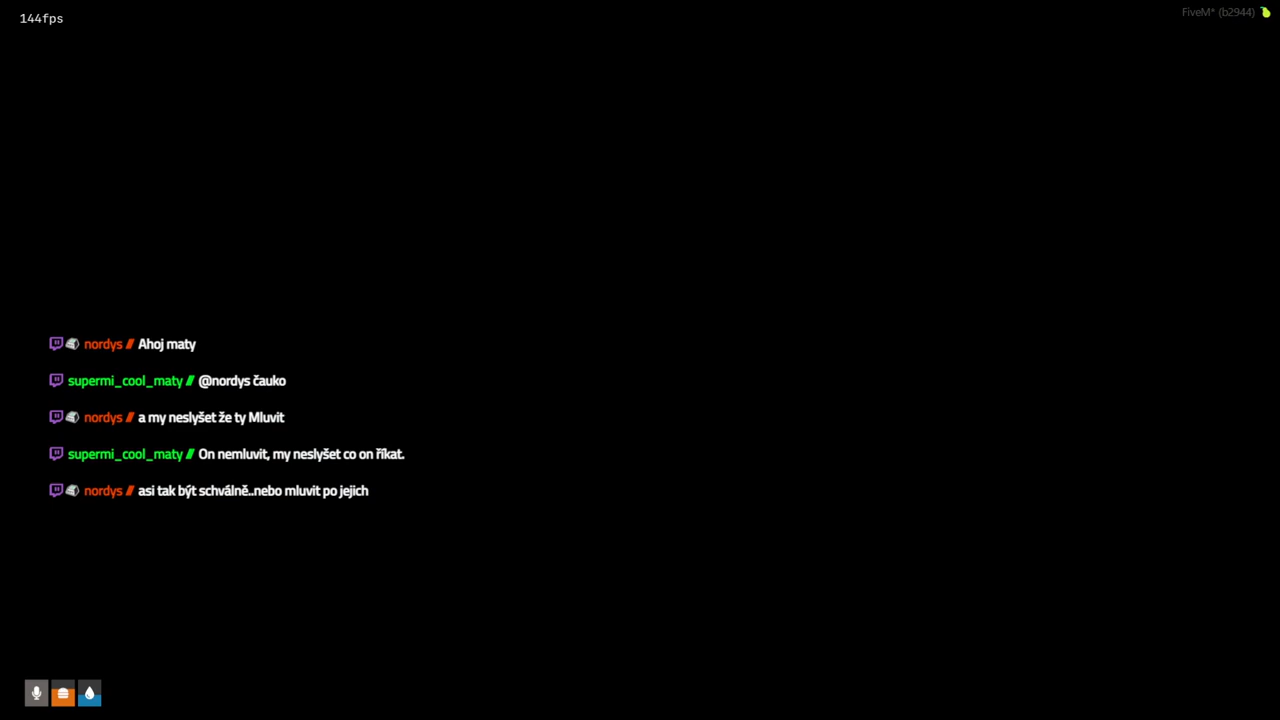 144fps
FiveM* (b2944)
nordys // Ahoj maty
supermi_cool_maty // @nordys čauko
nordys // a my neslyšet že ty Mluvit
supermi_cool_maty // On nemluvit, my neslyšet co on říkat.
nordys // asi tak být schválně..nebo mluvit po jejich